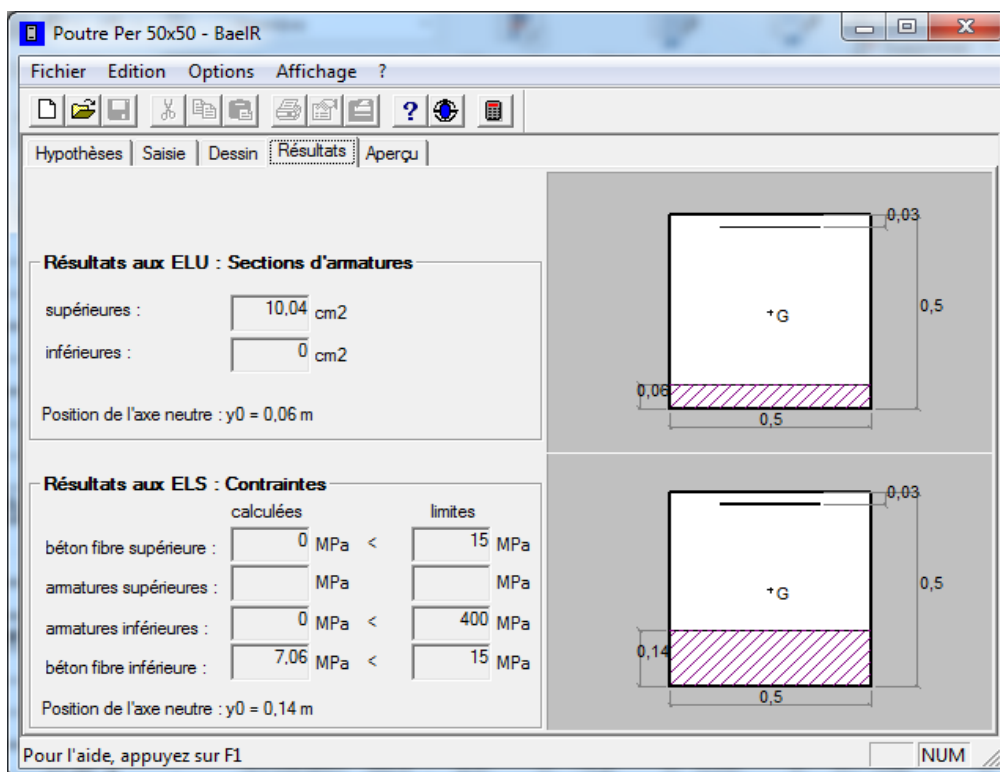 Poutre Per 50x50 - BaelR
Fichier Edition Options Affichage ?
Hypothèses Saisie Dessin Résultats Aperçu
Résultats aux ELU : Sections d'armatures
supérieures : 10,04 cm2
inférieures : 0 cm2
Position de l'axe neutre : y0 = 0,06 m
0,03
G
0,5
0,06
0,5
Résultats aux ELS : Contraintes
calculées limites
béton fibre supérieure : 0 MPa < 15 MPa
armatures supérieures : MPa MPa
armatures inférieures : 0 MPa < 400 MPa
béton fibre inférieure : 7,06 MPa < 15 MPa
Position de l'axe neutre : y0 = 0,14 m
0,03
G
0,5
0,14
0,5
Pour l'aide, appuyez sur F1 NUM